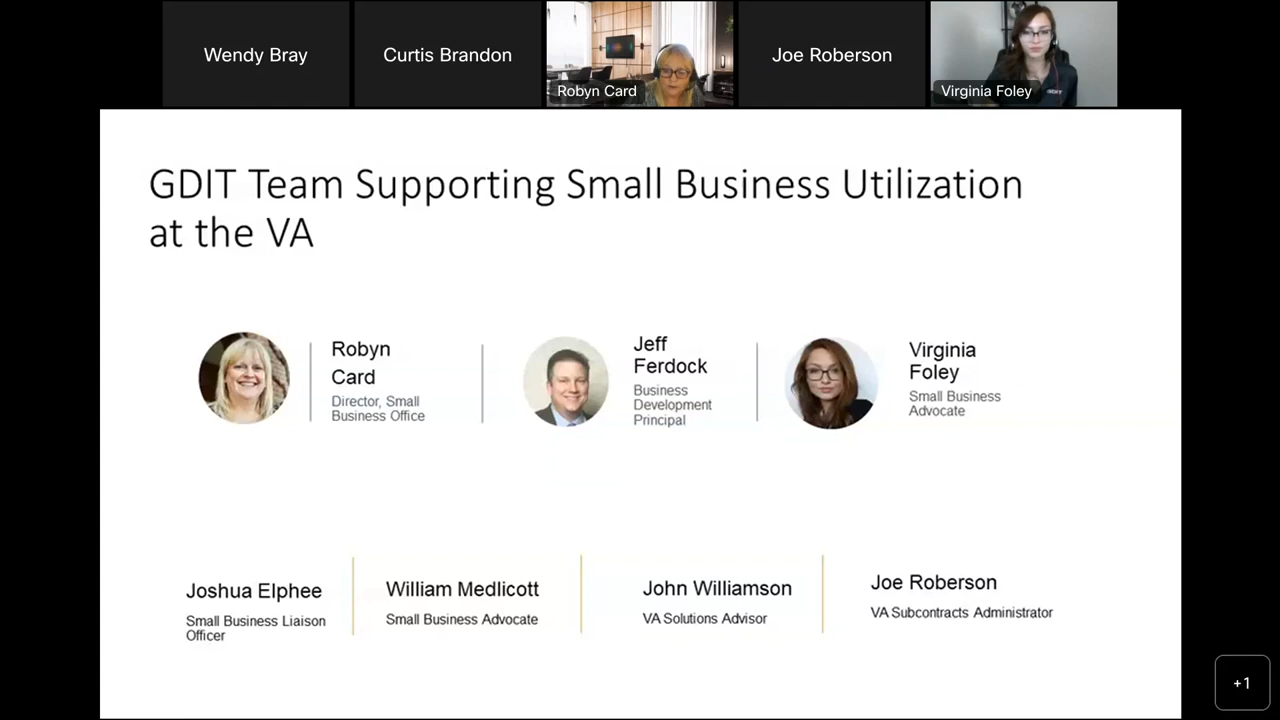 Wendy Bray
Curtis Brandon
Robyn Card
Joe Roberson
Virginia Foley
GDIT Team Supporting Small Business Utilization
at the VA
Robyn
Card
Director, Small
Business Office
Jeff
Ferdock
Business
Development
Principal
Virginia
Foley
Small Business
Advocate
Joshua Elphee
Small Business Liaison
Officer
William Medlicott
Small Business Advocate
John Williamson
VA Solutions Advisor
Joe Roberson
VA Subcontracts Administrator
+1